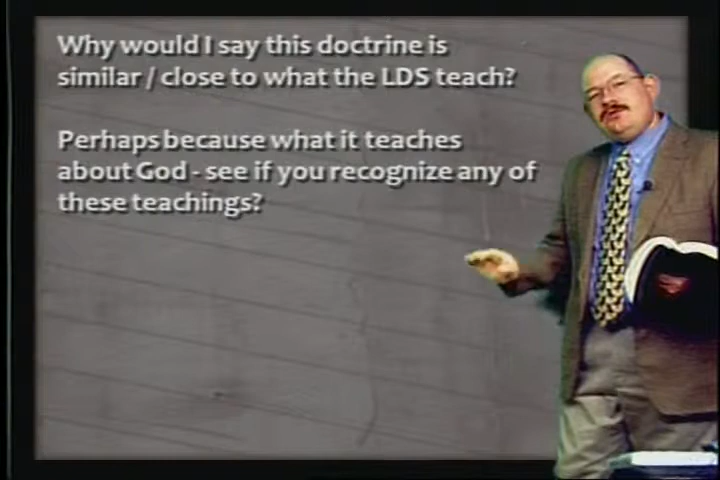 Why would I say this doctrine is
similar / close to what the LDS teach?
Perhaps because what it teaches
about God - see if you recognize any of
these teachings?